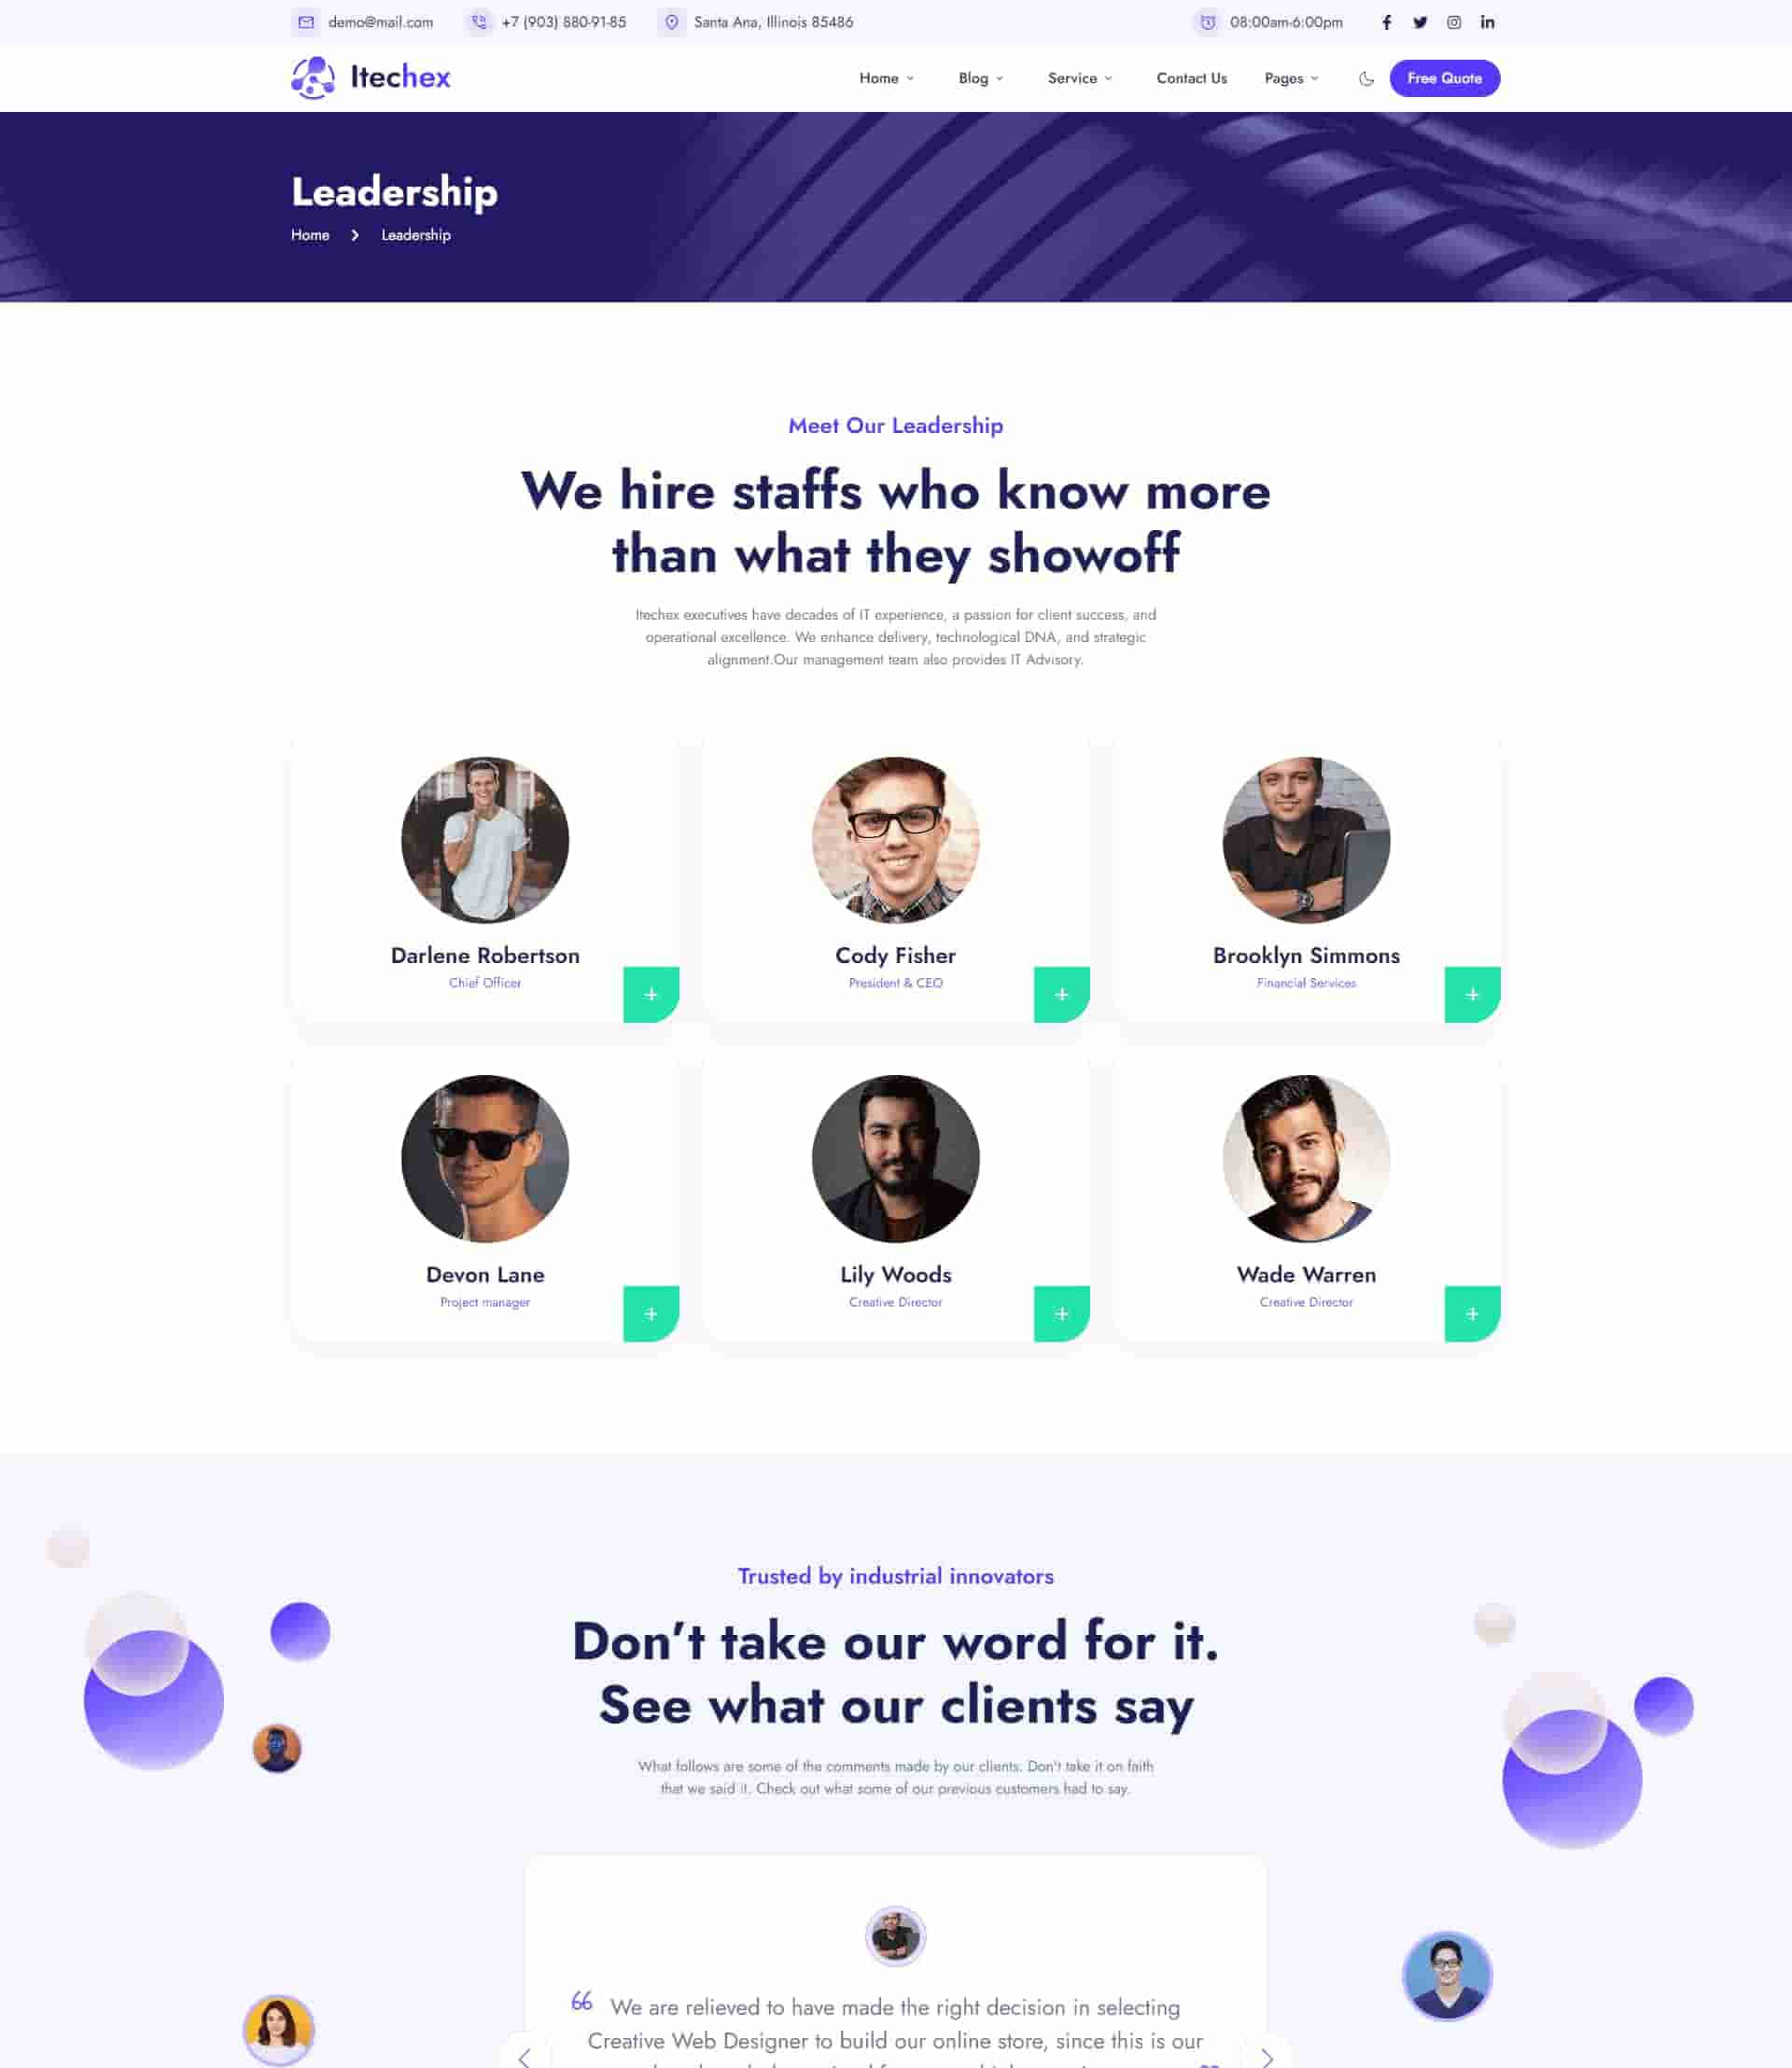 demo@mail.com
+7 (903) 880-91-85
Santa Ana, Illinois 85486
08:00am-6:00pm
Itechex
Home
Blog
Service
Contact Us
Pages
Free Quote
Leadership
Home
Leadership
Meet Our Leadership
We hire staffs who know more
than what they showoff
Itechex executives have decades of IT experience, a passion for client success, and
operational excellence. We enhance delivery, technological DNA, and strategic
alignment.Our management team also provides IT Advisory.
Darlene Robertson
Chief Officer
Cody Fisher
President & CEO
Brooklyn Simmons
Financial Services
Devon Lane
Project manager
Lily Woods
Creative Director
Wade Warren
Creative Director
Trusted by industrial innovators
Don't take our word for it.
See what our clients say
What follows are some of the comments made by our clients. Don't take it on faith
that we said it. Check out what some of our previous customers had to say.
We are relieved to have made the right decision in selecting
Creative Web Designer to build our online store, since this is our